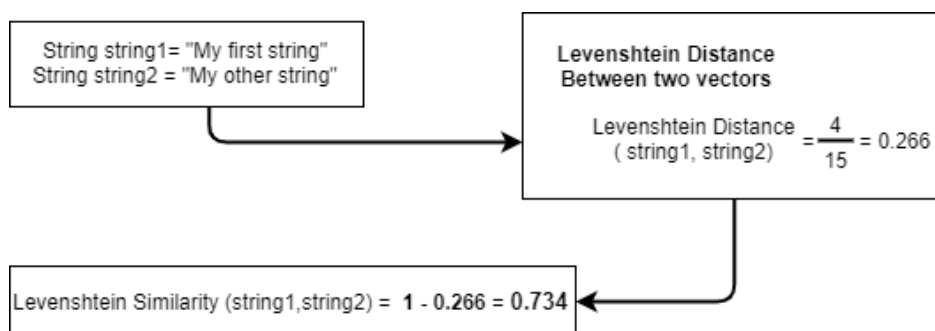 String string1= "My first string"
String string2 = "My other string"
Levenshtein Distance
Between two vectors
Levenshtein Distance
( string1, string2)
= 4/15 = 0.266
Levenshtein Similarity (string1,string2) = 1 - 0.266 = 0.734